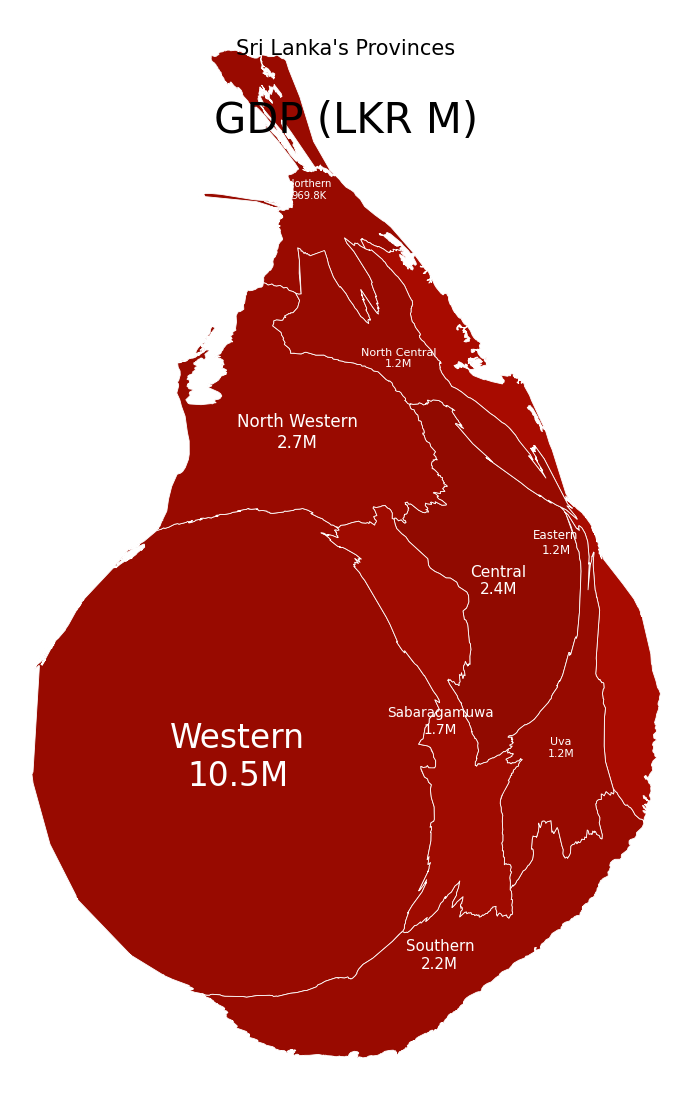 Sri Lanka's Provinces
GDP (LKR M)
Northern
969.8K
North Central
1.2M
North Western
2.7M
Eastern
1.2M
Central
2.4M
Sabaragamuwa
1.7M
Western
10.5M
Uva
1.2M
Southern
2.2M